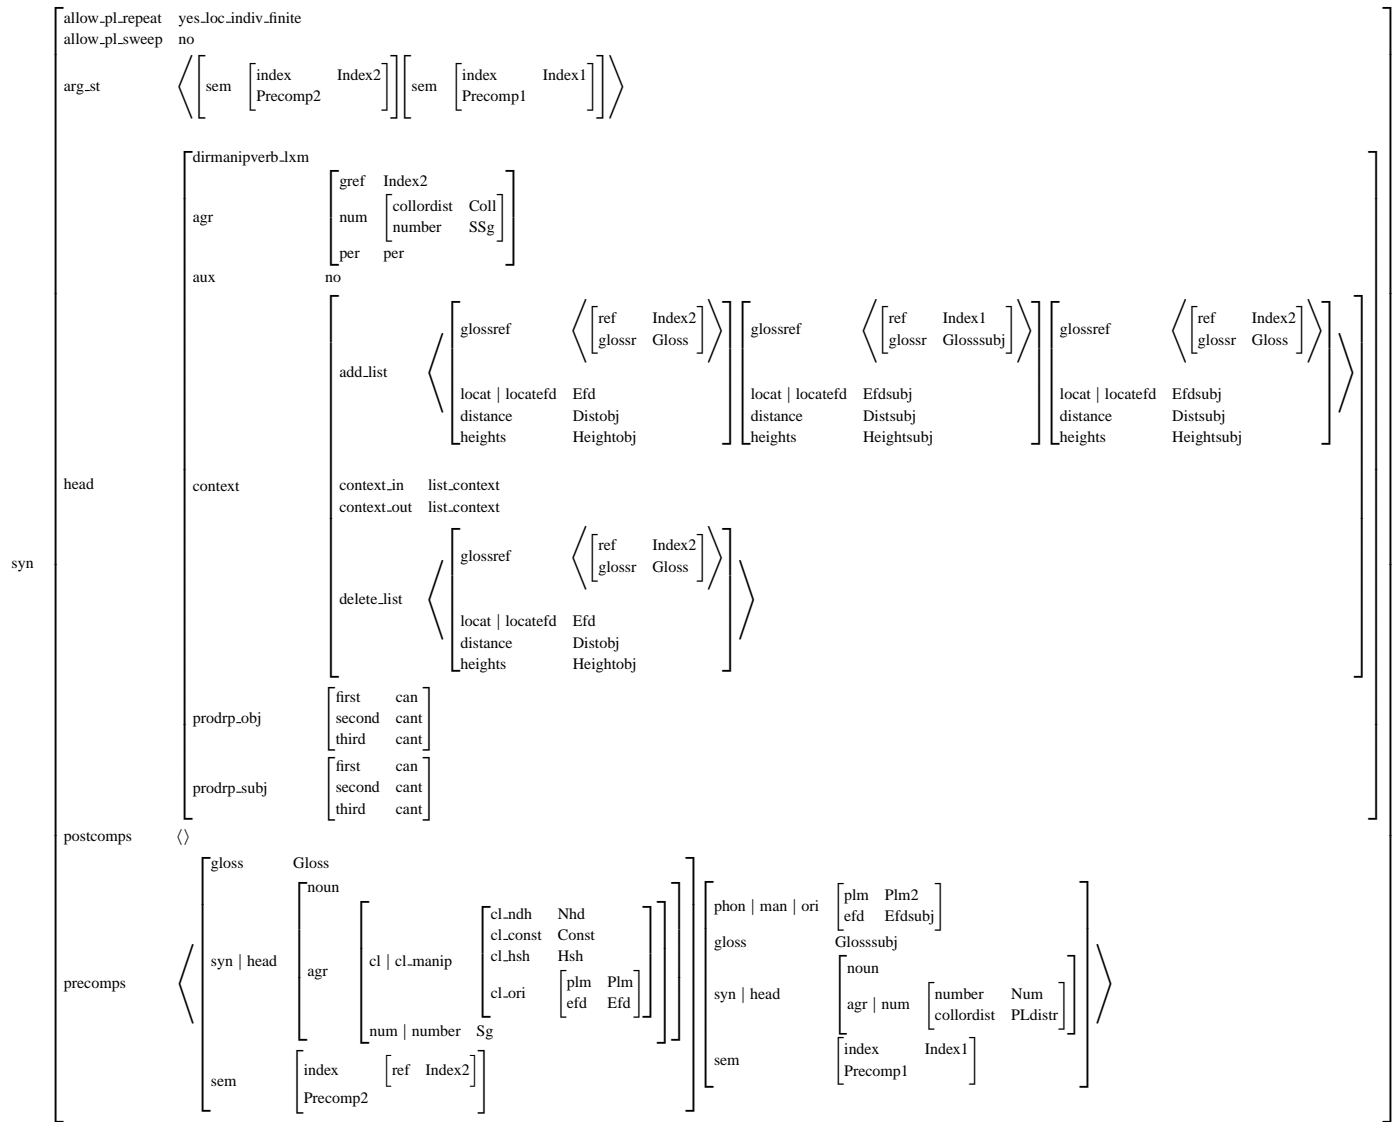 allow_pl_repeat yes_loc_indiv_finite
allow_pl_sweep no
arg_st ⟨[sem [index Index2
Precomp2]][sem [index Index1
Precomp1]]⟩
dirmanipverb_lxm
agr
gref Index2
num [collordist Coll
number SSg]
per per
aux no
head
context
add_list
glossref ⟨[ref Index2
glossr Gloss]⟩
locat | locatefd Efd
distance Distobj
heights Heightobj
glossref ⟨[ref Index1
glossr Glosssubj]⟩
locat | locatefd Efdsubj
distance Distsubj
heights Heightsubj
glossref ⟨[ref Index2
glossr Gloss]⟩
locat | locatefd Efdsubj
distance Distsubj
heights Heightsubj
context_in list_context
context_out list_context
syn
delete_list
glossref ⟨[ref Index2
glossr Gloss]⟩
locat | locatefd Efd
distance Distobj
heights Heightobj
prodrp_obj
first can
second cant
third cant
prodrp_subj
first can
second cant
third cant
postcomps ⟨⟩
precomps
gloss Gloss
syn | head
noun
agr
cl | cl_manip
cl_ndh Nhd
cl_const Const
cl_hsh Hsh
cl_ori [plm Plm
efd Efd]
num | number Sg
sem
index [ref Index2]
Precomp2
phon | man | ori [plm Plm2
efd Efdsubj]
gloss Glosssubj
syn | head
noun
agr | num [number Num
collordist PLdistr]
sem
index Index1
Precomp1